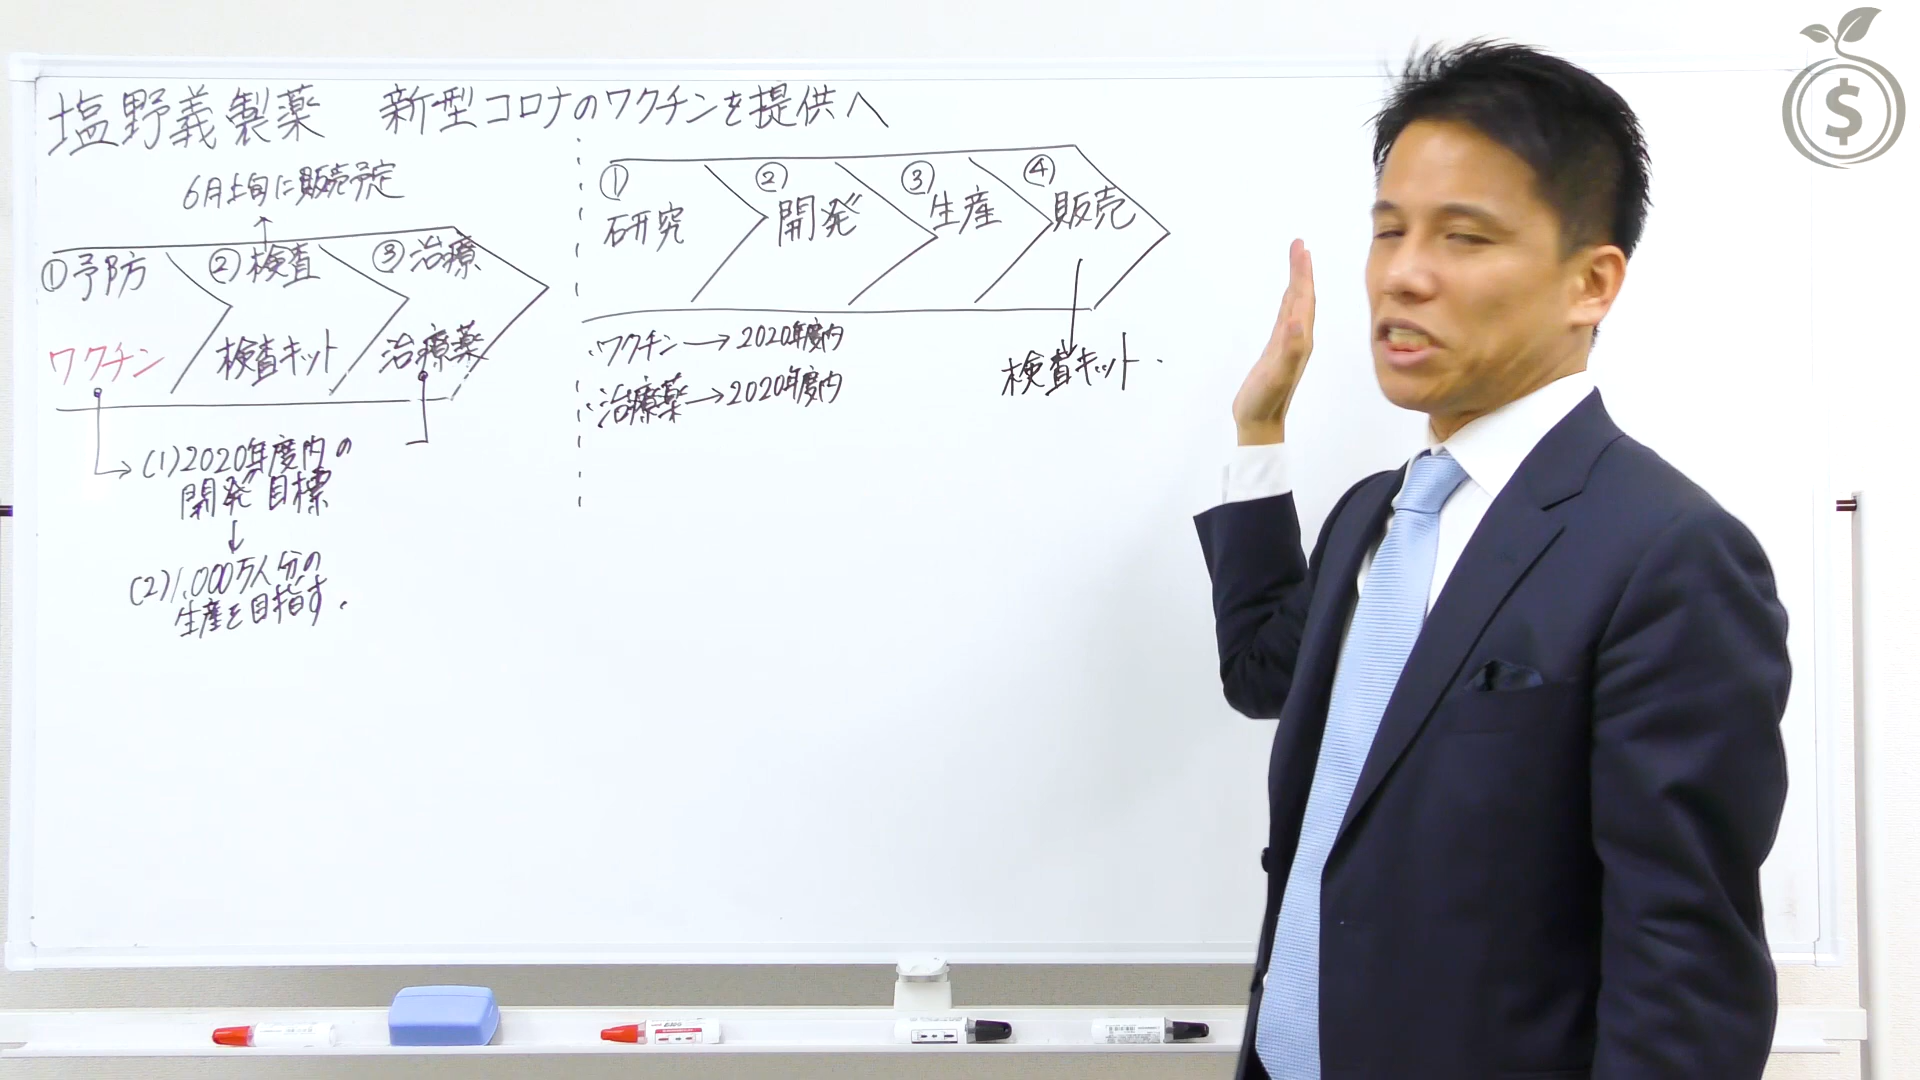 塩野義製薬 新型コロナのワクチンを提供へ
6月上旬に販売予定
①予防 ②検査 ③治療
ワクチン 検査キット 治療薬
(1)2020年度内の
開発目標
↓
(2)1,000万人分の
生産を目指す.
①研究 ②開発 ③生産 ④販売
・ワクチン→2020年度内
・治療薬→2020年度内
検査キット.
$